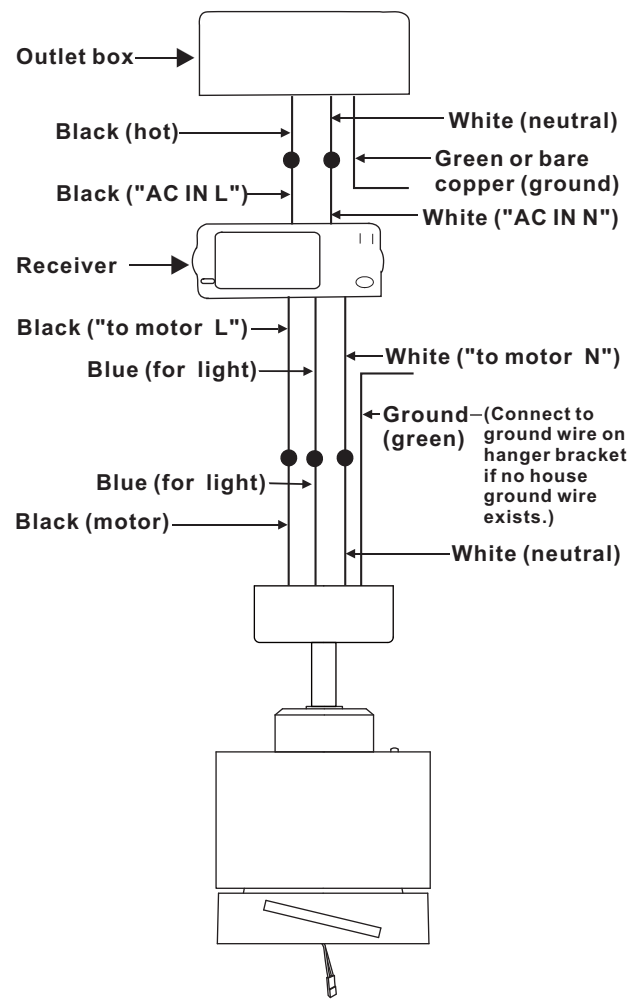 Outlet box
Black (hot)
White (neutral)
Green or bare
copper (ground)
Black ("AC IN L")
White ("AC IN N")
Receiver
Black ("to motor L")
White ("to motor N")
Blue (for light)
Ground
(green)
(Connect to
ground wire on
hanger bracket
if no house
ground wire
exists.)
Blue (for light)
Black (motor)
White (neutral)